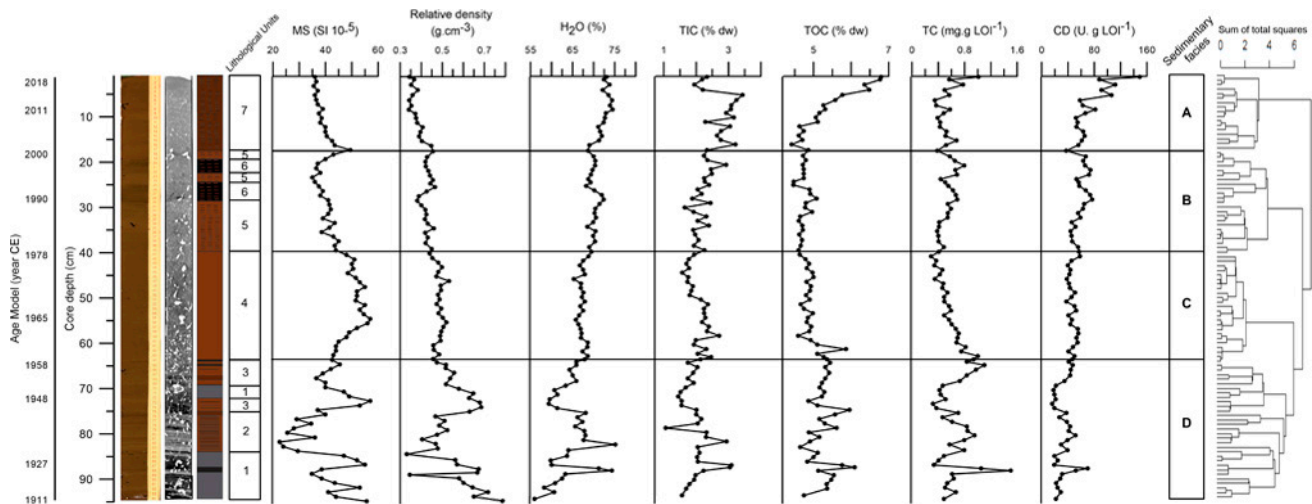 Lithological Units
MS (SI 10-5)
20 40 60
Relative density
(g.cm-3)
0.3 0.5 0.7
H2O (%)
55 65 75
TIC (% dw)
1 3
TOC (% dw)
5 7
TC (mg.g LOI-1)
0 0.8 1.6
CD (U. g LOI-1)
0 40 100 160
Sedimentary
facies
Sum of total squares
0 2 4 6
Age Model (year CE)
2018
2011
2000
1990
1978
1965
1958
1948
1927
1911
Core depth (cm)
10
20
30
40
50
60
70
80
90
7
5
6
5
6
5
4
3
1
3
2
1
A
B
C
D